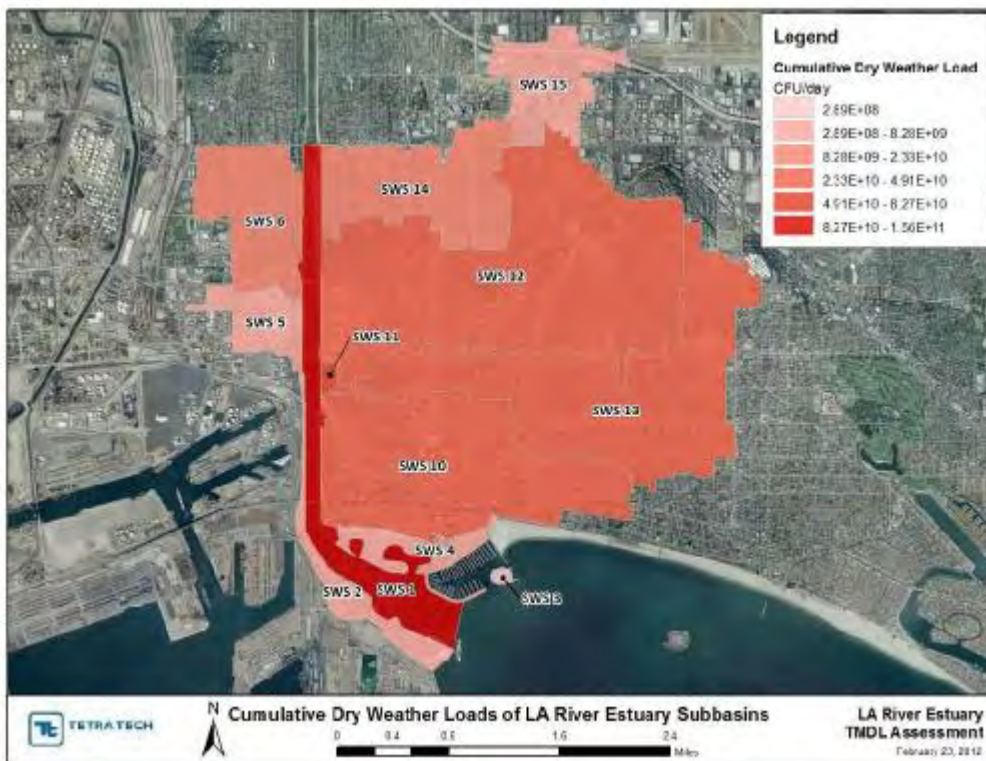 Legend
Cumulative Dry Weather Load
CFU/day
2.89E+08
2.89E+08 - 8.28E+09
8.28E+09 - 2.33E+10
2.33E+10 - 4.91E+10
4.91E+10 - 8.27E+10
8.27E+10 - 1.56E+11
SWS 15
SWS 14
SWS 6
SWS 12
SWS 5
SWS 11
SWS 13
SWS 10
SWS 4
SWS 2
SWS 1
SWS 3
TETRA TECH
N
Cumulative Dry Weather Loads of LA River Estuary Subbasins
0 0.4 0.8 1.6 2.4
Miles
LA River Estuary
TMDL Assessment
February 23, 2012